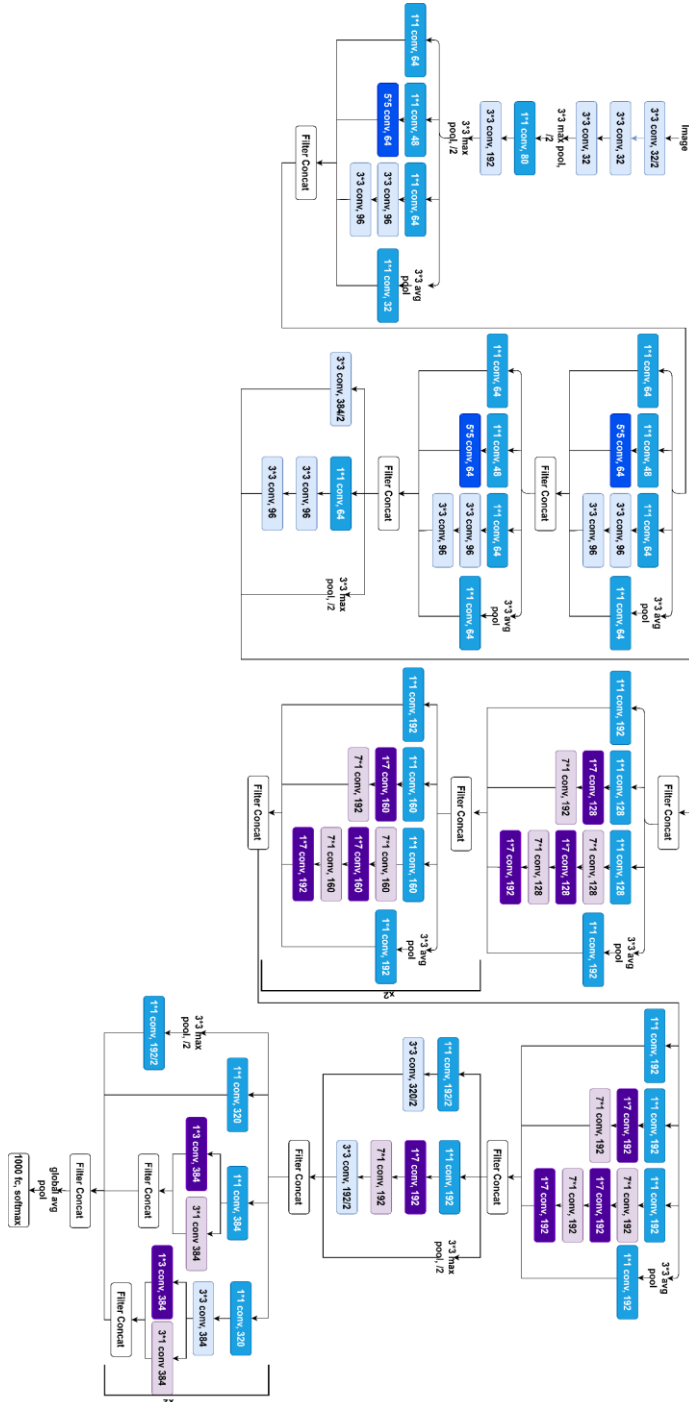 Image
3*3 conv, 32/2
3*3 conv, 32
3*3 conv, 32
3*3 max pool,
/2
1*1 conv, 80
3*3 conv, 192
3*3 max
pool, /2
1*1 conv, 64
1*1 conv, 48
5*5 conv, 64
1*1 conv, 64
3*3 conv, 96
3*3 conv, 96
3*3 avg
pool
1*1 conv, 32
Filter Concat
1*1 conv, 64
1*1 conv, 48
5*5 conv, 64
1*1 conv, 64
3*3 conv, 96
3*3 conv, 96
3*3 avg
pool
1*1 conv, 64
Filter Concat
1*1 conv, 64
1*1 conv, 48
5*5 conv, 64
1*1 conv, 64
3*3 conv, 96
3*3 conv, 96
3*3 avg
pool
1*1 conv, 64
Filter Concat
3*3 conv, 384/2
1*1 conv, 64
3*3 conv, 96
3*3 conv, 96
3*3 max
pool, /2
Filter Concat
1*1 conv, 192
1*1 conv, 128
1*7 conv, 128
7*1 conv, 192
1*1 conv, 128
7*1 conv, 128
1*7 conv, 128
7*1 conv, 128
1*7 conv, 192
3*3 avg
pool
1*1 conv, 192
Filter Concat
1*1 conv, 192
1*1 conv, 160
1*7 conv, 160
7*1 conv, 192
1*1 conv, 160
7*1 conv, 160
1*7 conv, 160
7*1 conv, 160
1*7 conv, 192
3*3 avg
pool
1*1 conv, 192
Filter Concat
x2
1*1 conv, 192
1*1 conv, 192
1*7 conv, 192
7*1 conv, 192
1*1 conv, 192
7*1 conv, 192
1*7 conv, 192
7*1 conv, 192
1*7 conv, 192
3*3 avg
pool
1*1 conv, 192
Filter Concat
1*1 conv, 192/2
3*3 conv, 320/2
1*1 conv, 192
1*7 conv, 192
7*1 conv, 192
3*3 conv, 192/2
3*3 max
pool, /2
Filter Concat
3*3 max
pool, /2
1*1 conv, 192/2
1*1 conv, 320
1*1 conv, 384
1*3 conv, 384
3*1 conv 384
Filter Concat
1*1 conv, 320
3*3 conv, 384
1*3 conv, 384
3*1 conv 384
Filter Concat
Filter Concat
global avg
pool
1000 fc, softmax